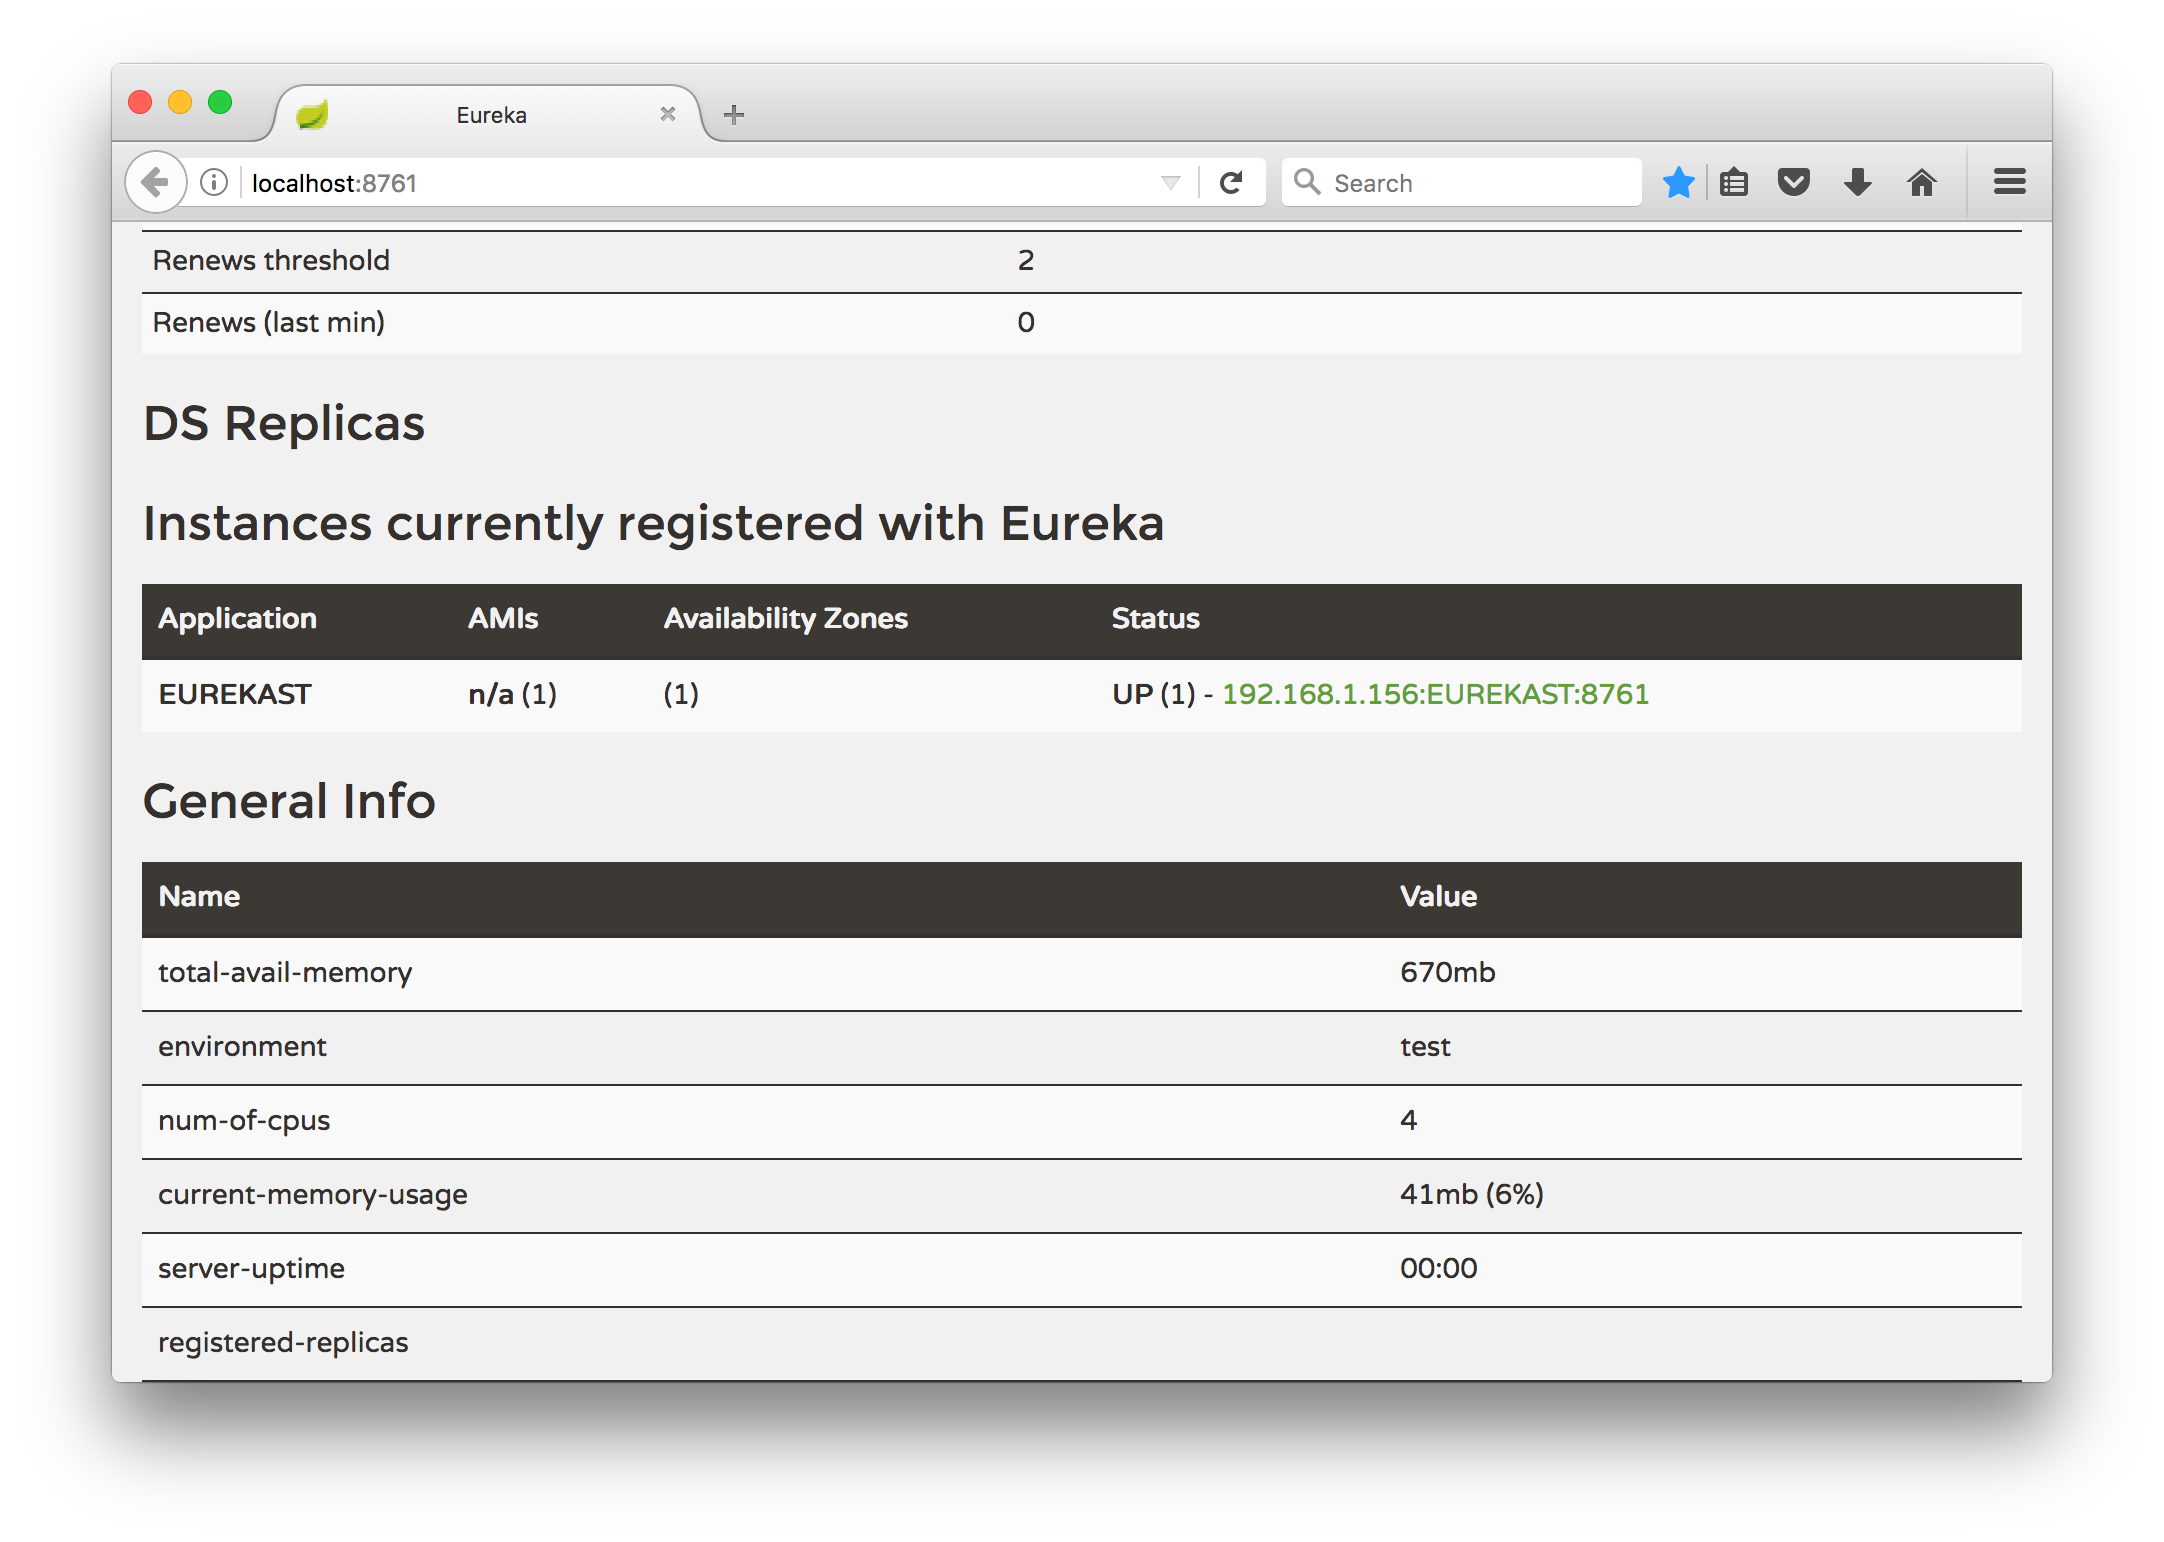 Eureka
localhost:8761
Search
Renews threshold 2
Renews (last min) 0
DS Replicas
Instances currently registered with Eureka
Application AMIs Availability Zones Status
EUREKAST n/a (1) (1) UP (1) - 192.168.1.156:EUREKAST:8761
General Info
Name Value
total-avail-memory 670mb
environment test
num-of-cpus 4
current-memory-usage 41mb (6%)
server-uptime 00:00
registered-replicas